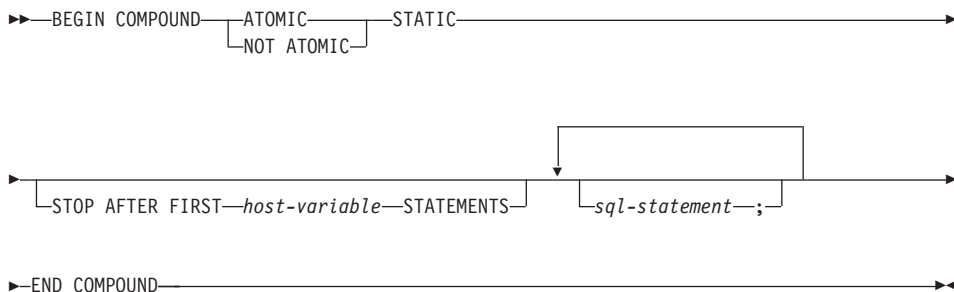 BEGIN COMPOUND ATOMIC STATIC
NOT ATOMIC
STOP AFTER FIRST host-variable STATEMENTS sql-statement ;
END COMPOUND